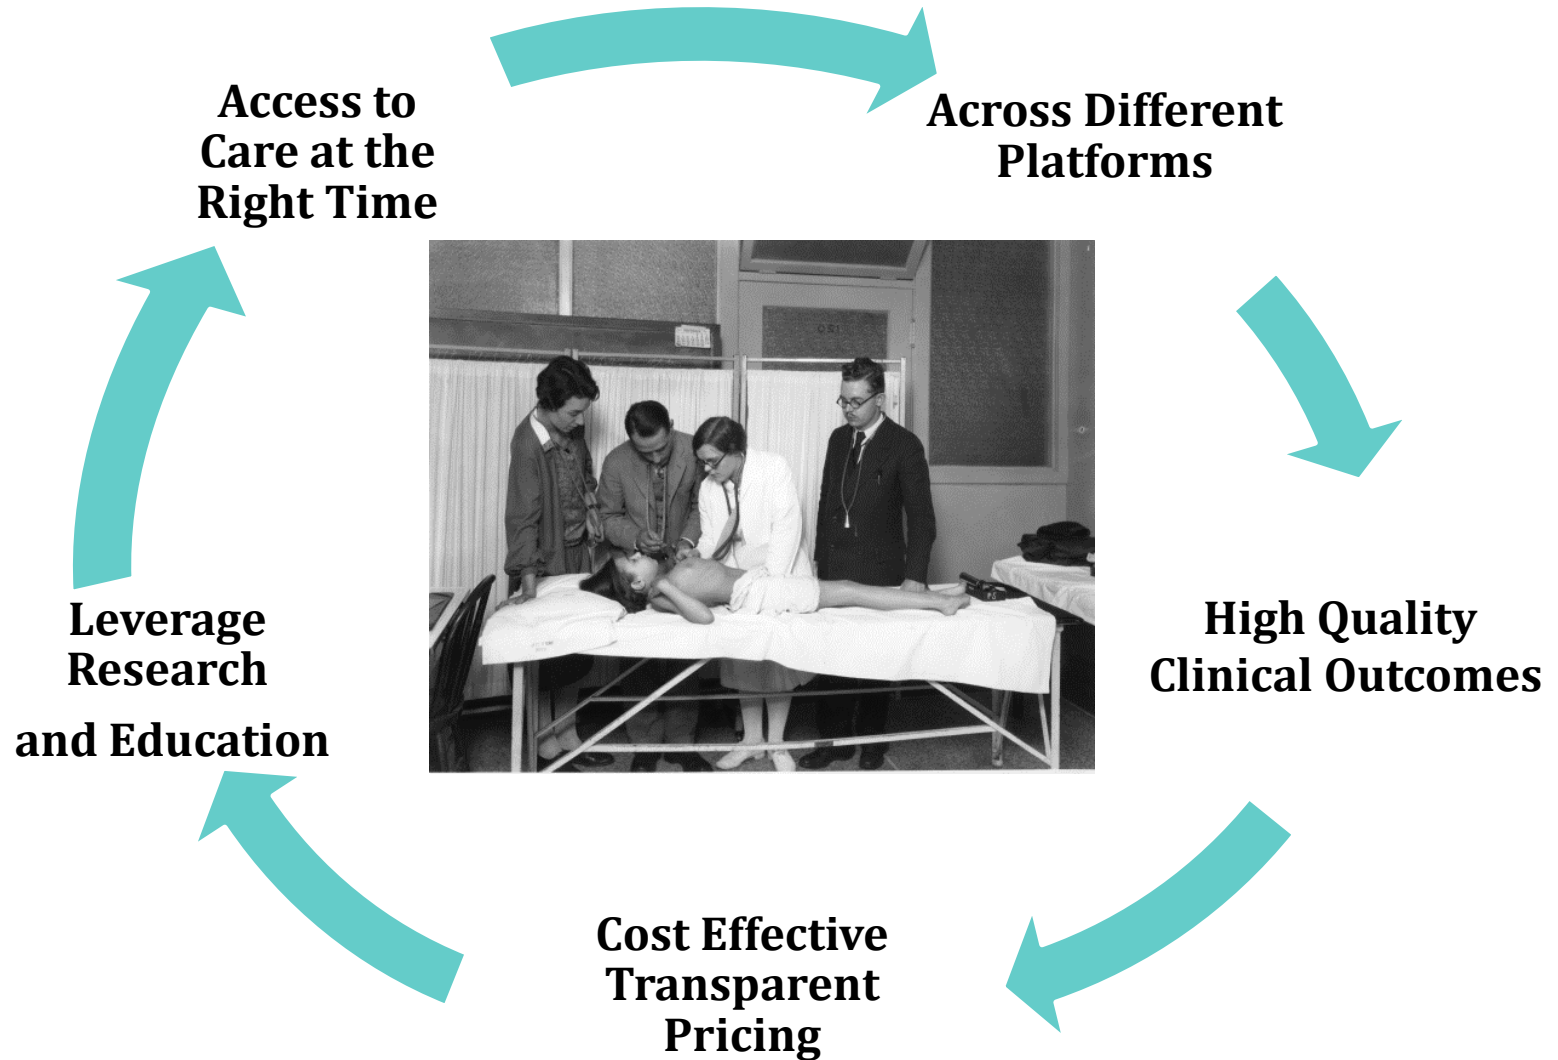 Access to
Care at the
Right Time
Across Different
Platforms
High Quality
Clinical Outcomes
Cost Effective
Transparent
Pricing
Leverage
Research
and Education